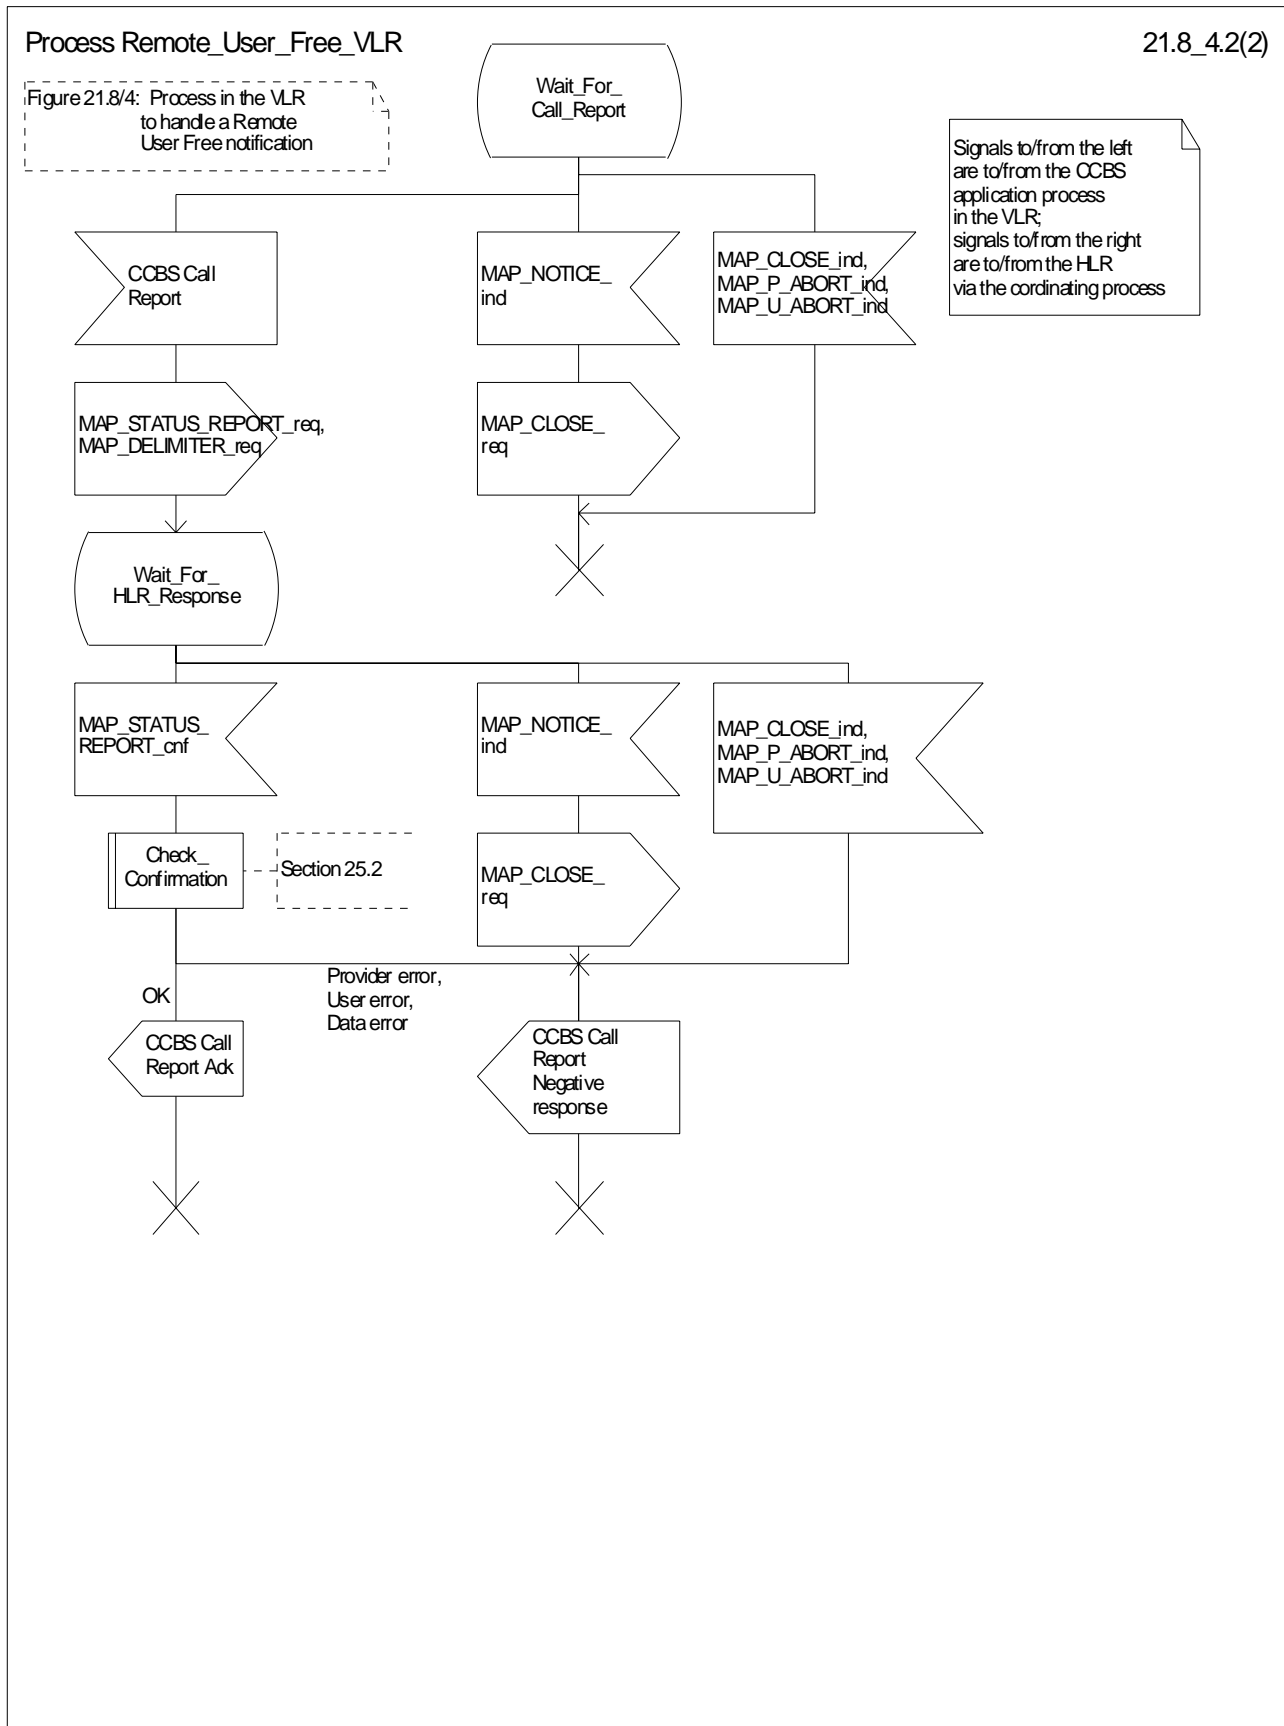 Process Remote_User_Free_VLR
21.8_4.2(2)
Figure 21.8/4: Process in the VLR
to handle a Remote
User Free notification
Wait_For_
Call_Report
Signals to/from the left
are to/from the CCBS
application process
in the VLR;
signals to/from the right
are to/from the HLR
via the cordinating process
CCBS Call
Report
MAP_NOTICE_
ind
MAP_CLOSE_ind,
MAP_P_ABORT_ind,
MAP_U_ABORT_ind
MAP_STATUS_REPORT_req,
MAP_DELIMITER_req
MAP_CLOSE_
req
Wait_For_
HLR_Response
MAP_STATUS_
REPORT_cnf
MAP_NOTICE_
ind
MAP_CLOSE_ind,
MAP_P_ABORT_ind,
MAP_U_ABORT_ind
Check_
Confirmation
Section 25.2
MAP_CLOSE_
req
Provider error,
User error,
Data error
OK
CCBS Call
Report Ack
CCBS Call
Report
Negative
response